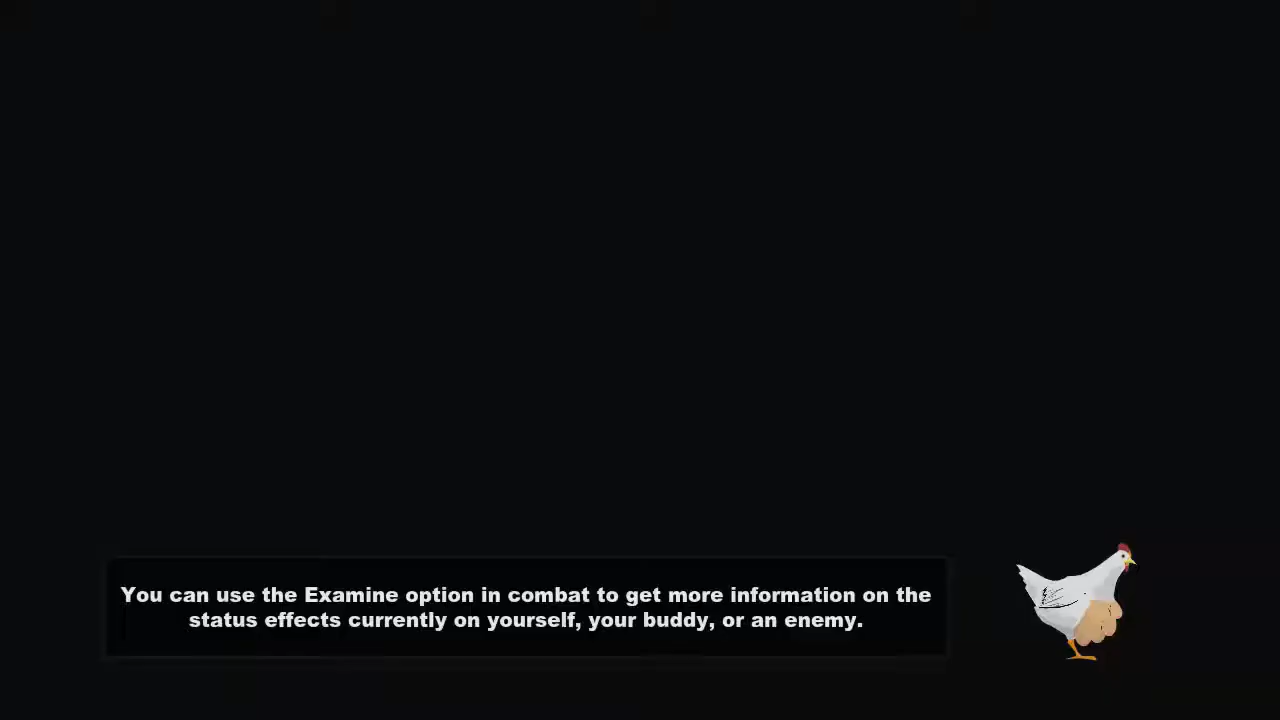 You can use the Examine option in combat to get more information on the
status effects currently on yourself, your buddy, or an enemy.